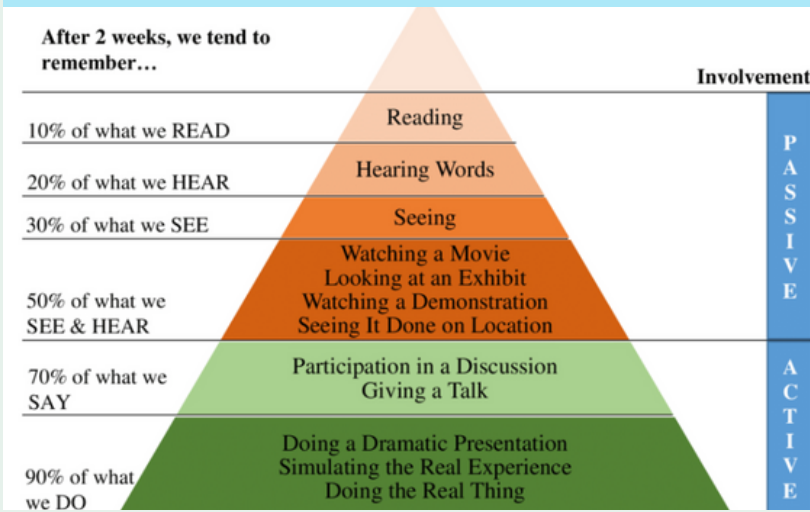 After 2 weeks, we tend to
remember…
Involvement
10% of what we READ
Reading
20% of what we HEAR
Hearing Words
30% of what we SEE
Seeing
50% of what we
SEE & HEAR
Watching a Movie
Looking at an Exhibit
Watching a Demonstration
Seeing It Done on Location
PASSIVE
70% of what we
SAY
Participation in a Discussion
Giving a Talk
90% of what
we DO
Doing a Dramatic Presentation
Simulating the Real Experience
Doing the Real Thing
ACTIVE